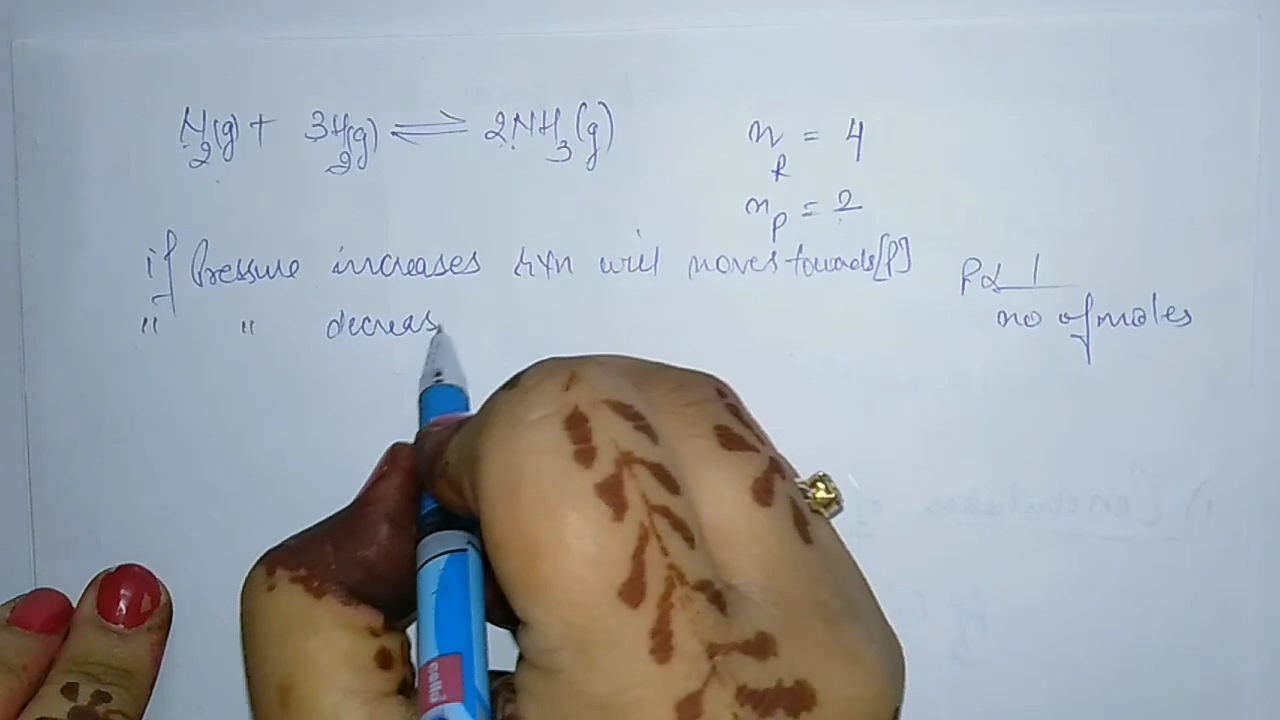 N2(g) + 3H2(g) ⇌ 2NH3(g)
nR = 4
nP = 2
if Pressure increases rxn will moves towards [P]
P α 1
no of moles
" " decreas
cello